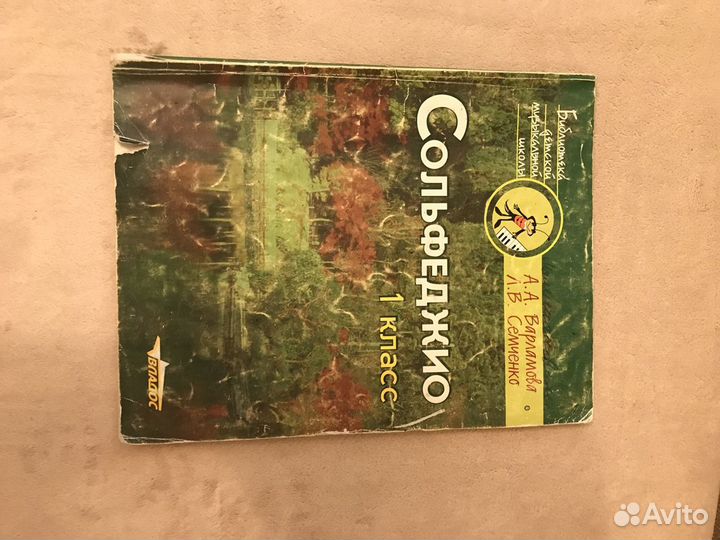 Библиотека
детской
музыкальной
школы
А.А. Варламова
Л.В. Семченко
СОЛЬФЕДЖИО
1 класс
ВЛАДОС
Avito